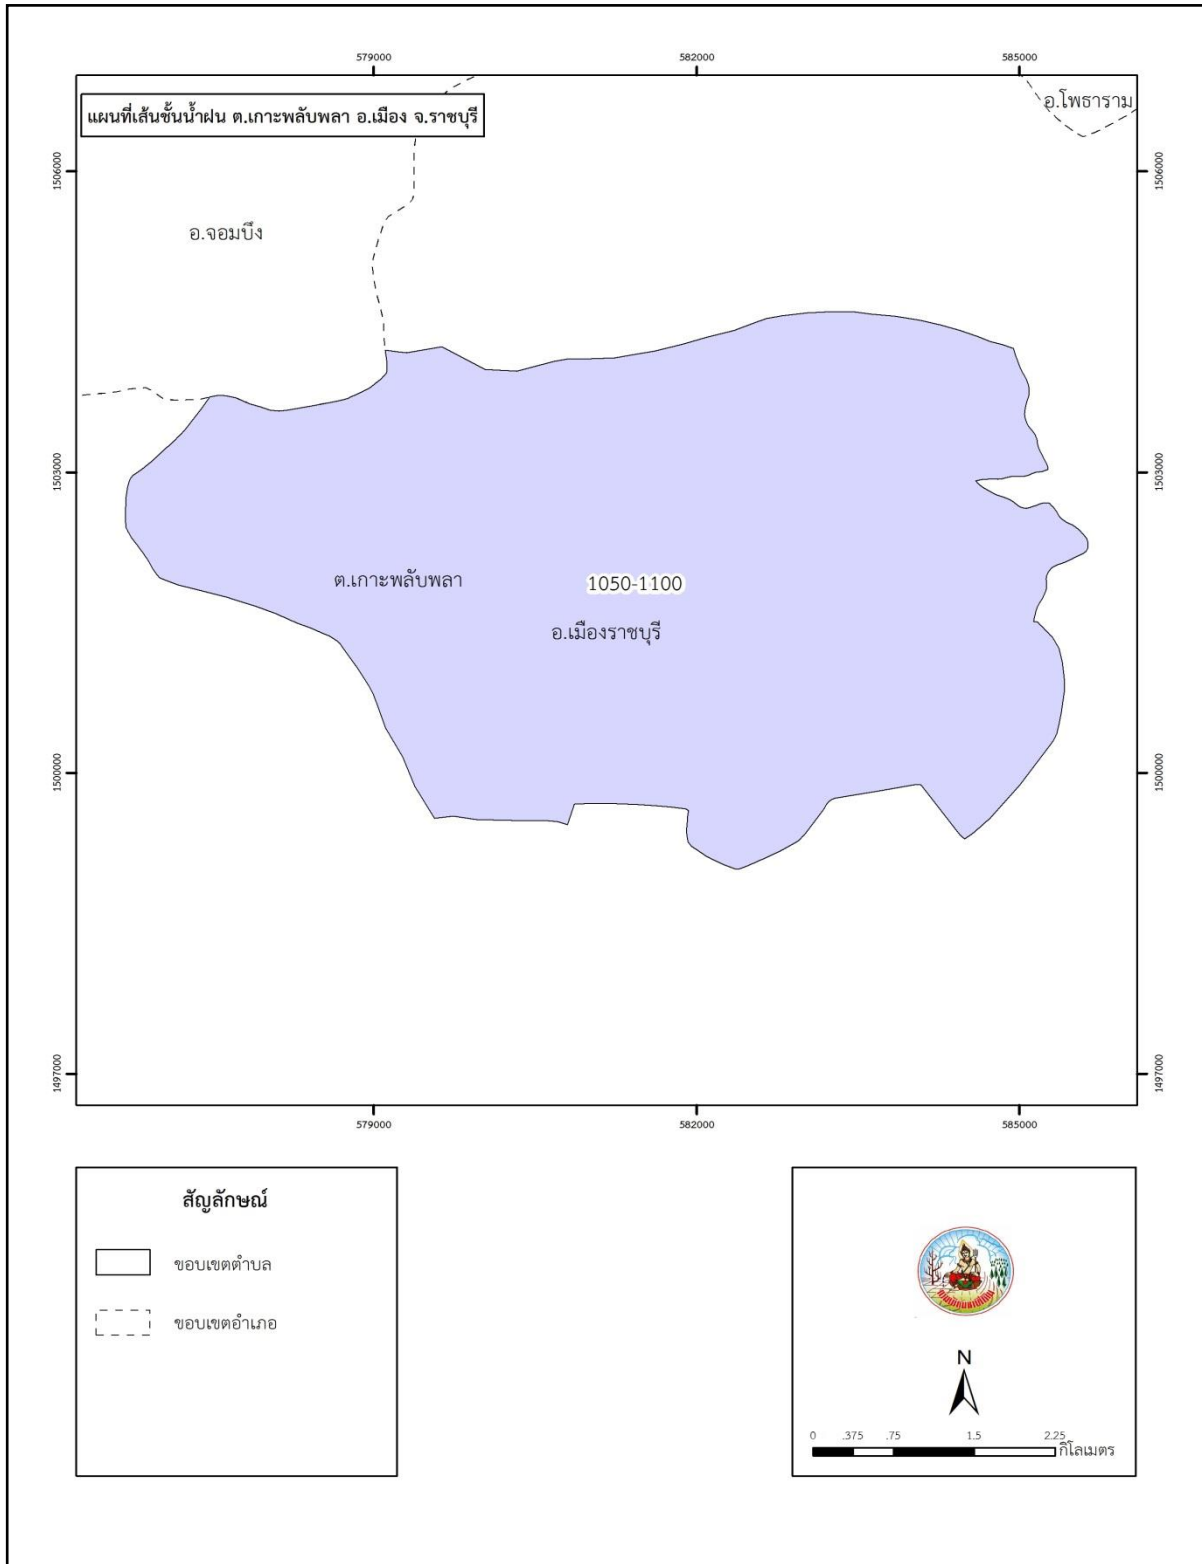 579000 582000 585000
แผนที่เส้นชั้นน้ำฝน ต.เกาะพลับพลา อ.เมือง จ.ราชบุรี
อ.โพธาราม
1506000 1506000
อ.จอมบึง
1503000 1503000
ต.เกาะพลับพลา 1050-1100
อ.เมืองราชบุรี
1500000 1500000
1497000 1497000
579000 582000 585000
สัญลักษณ์
ขอบเขตตำบล
ขอบเขตอำเภอ
N
0 .375 .75 1.5 2.25
กิโลเมตร